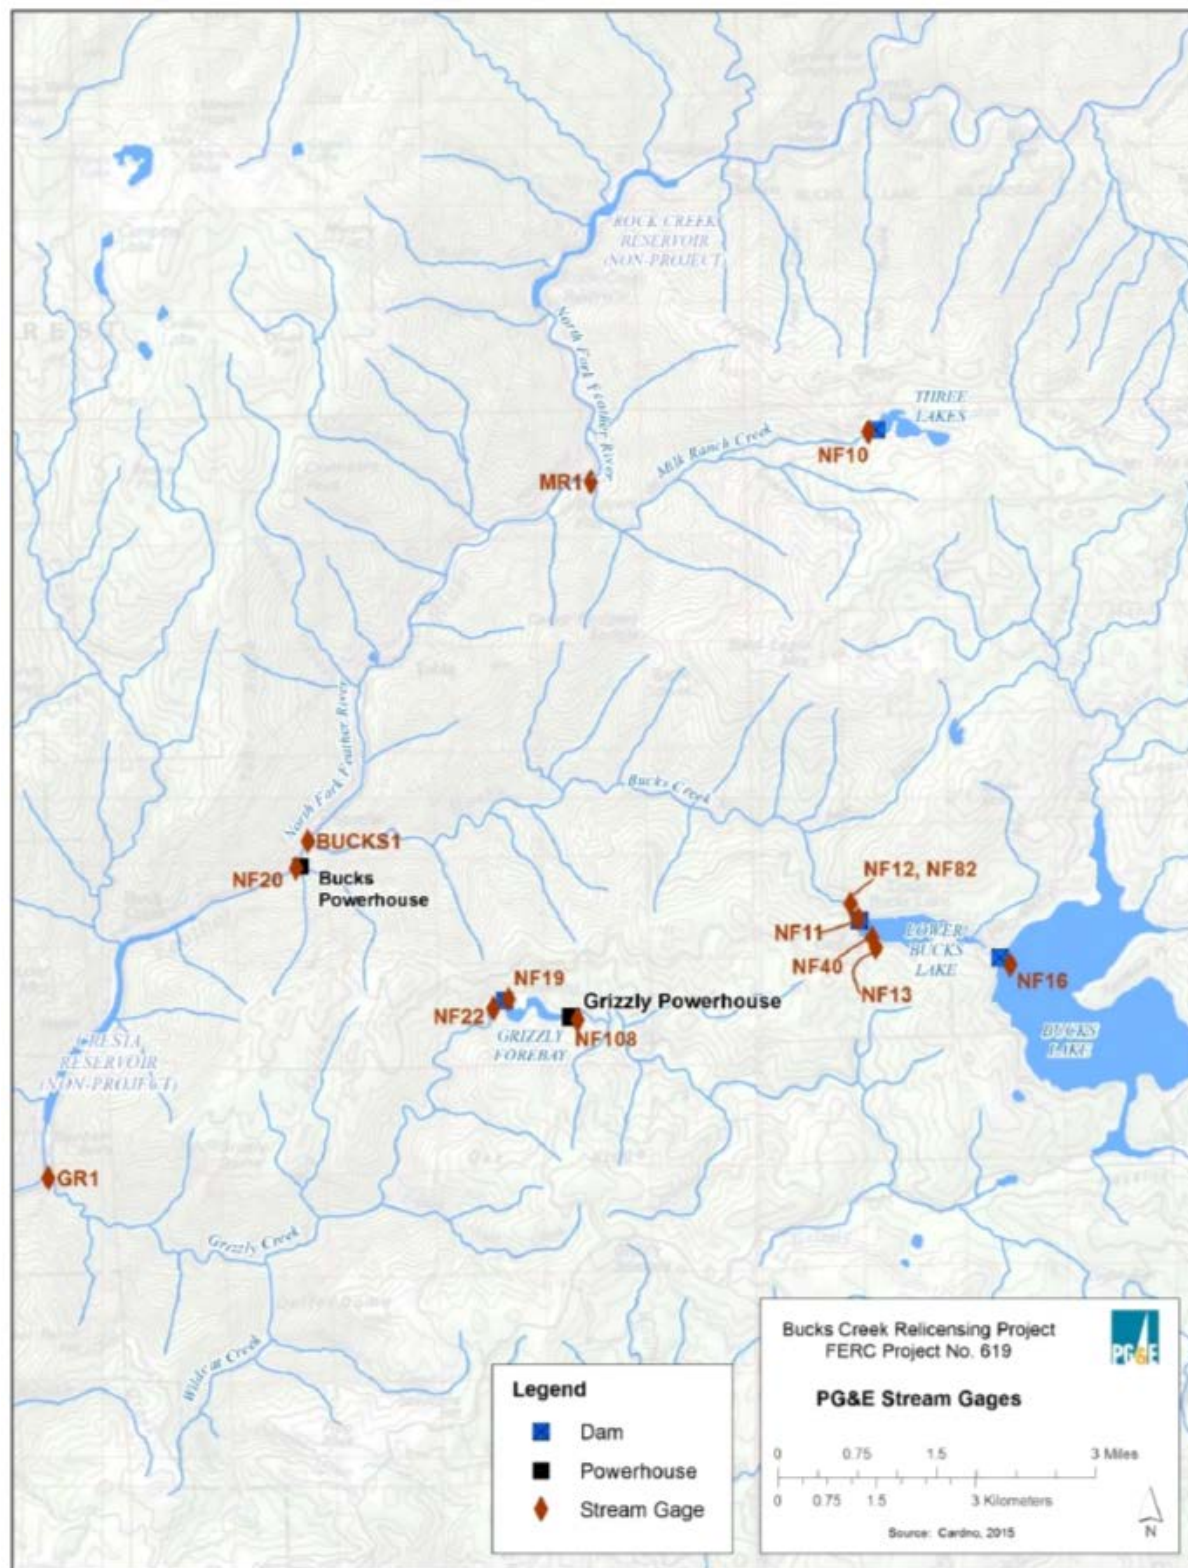 ROCK CREEK
RESERVOIR
(NON-PROJECT)
North Fork Feather River
THREE
LAKES
Milk Ranch Creek
NF10
MR1
REST
North Fork Feather River
Bucks Creek
BUCKS1
NF20
Bucks
Powerhouse
NF12, NF82
NF11
LOWER
BUCKS
LAKE
NF40
NF13
NF16
NF19
NF22
Grizzly Powerhouse
NF108
GRIZZLY
FOREBAY
BUCKS
LAKE
CRESTA
RESERVOIR
(NON-PROJECT)
GR1
Grizzly Creek
Wildcat Creek
Legend
Dam
Powerhouse
Stream Gage
Bucks Creek Relicensing Project
FERC Project No. 619
PG&E
PG&E Stream Gages
0 0.75 1.5 3 Miles
0 0.75 1.5 3 Kilometers
Source: Cardno, 2015
N